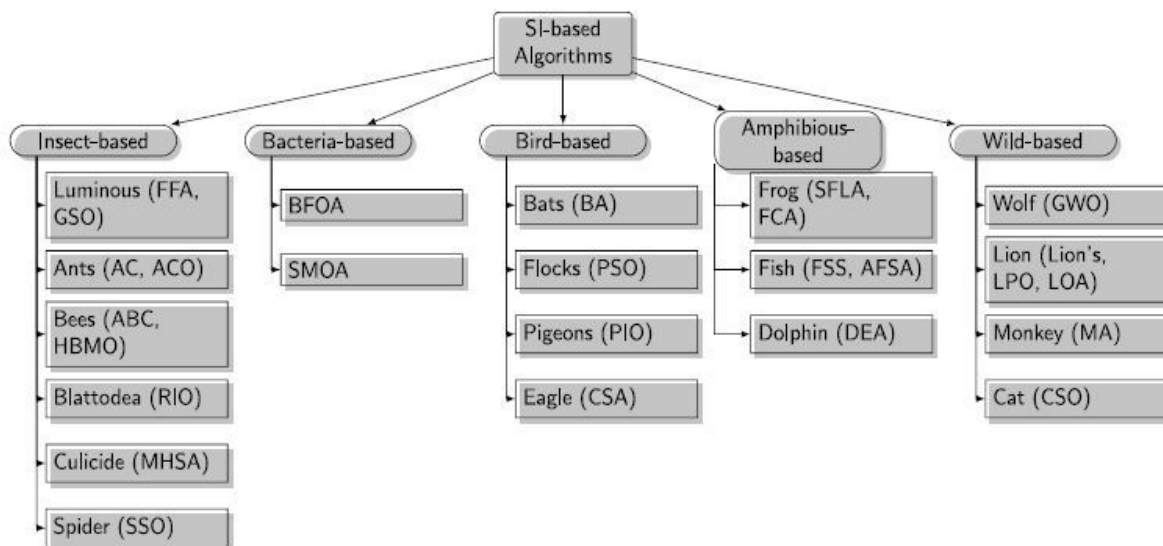 SI-based
Algorithms
Insect-based
Bacteria-based
Bird-based
Amphibious-
based
Wild-based
Luminous (FFA,
GSO)
Ants (AC, ACO)
Bees (ABC,
HBMO)
Blattodea (RIO)
Culicide (MHSA)
Spider (SSO)
BFOA
SMOA
Bats (BA)
Flocks (PSO)
Pigeons (PIO)
Eagle (CSA)
Frog (SFLA,
FCA)
Fish (FSS, AFSA)
Dolphin (DEA)
Wolf (GWO)
Lion (Lion's,
LPO, LOA)
Monkey (MA)
Cat (CSO)